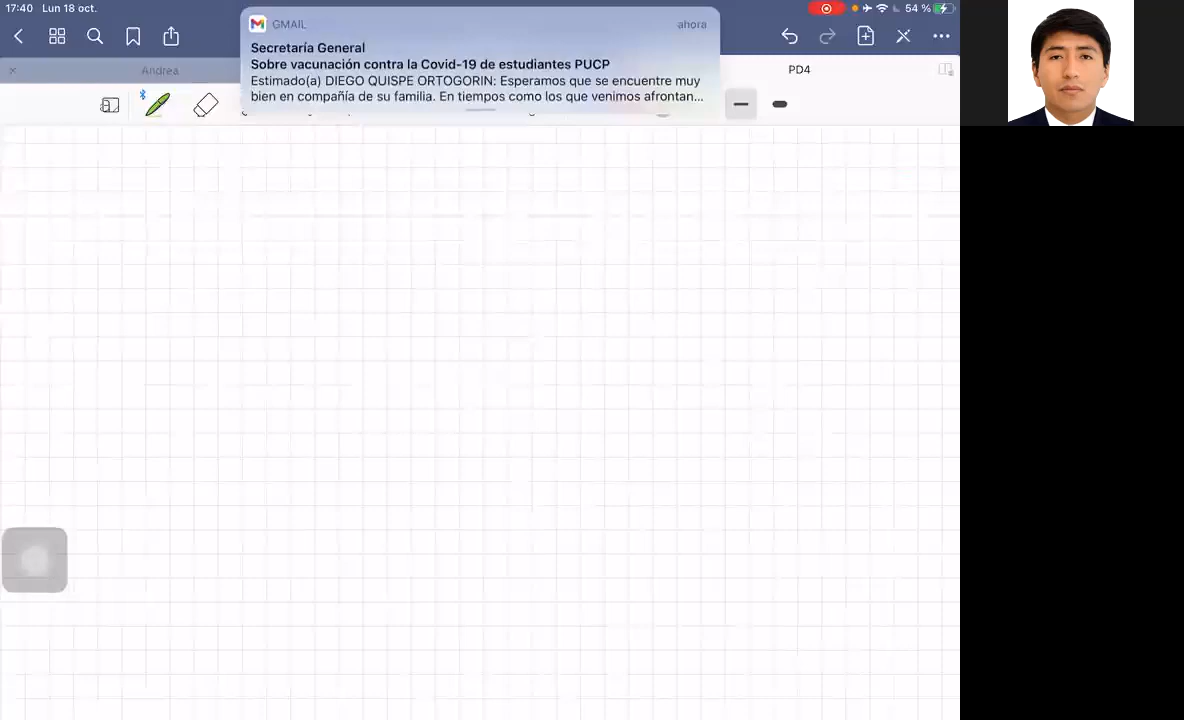 17:40 Lun 18 oct.
54 %
GMAIL
ahora
Secretaría General
Sobre vacunación contra la Covid-19 de estudiantes PUCP
Estimado(a) DIEGO QUISPE ORTOGORIN: Esperamos que se encuentre muy
bien en compañía de su familia. En tiempos como los que venimos afrontan...
Andrea
PD4